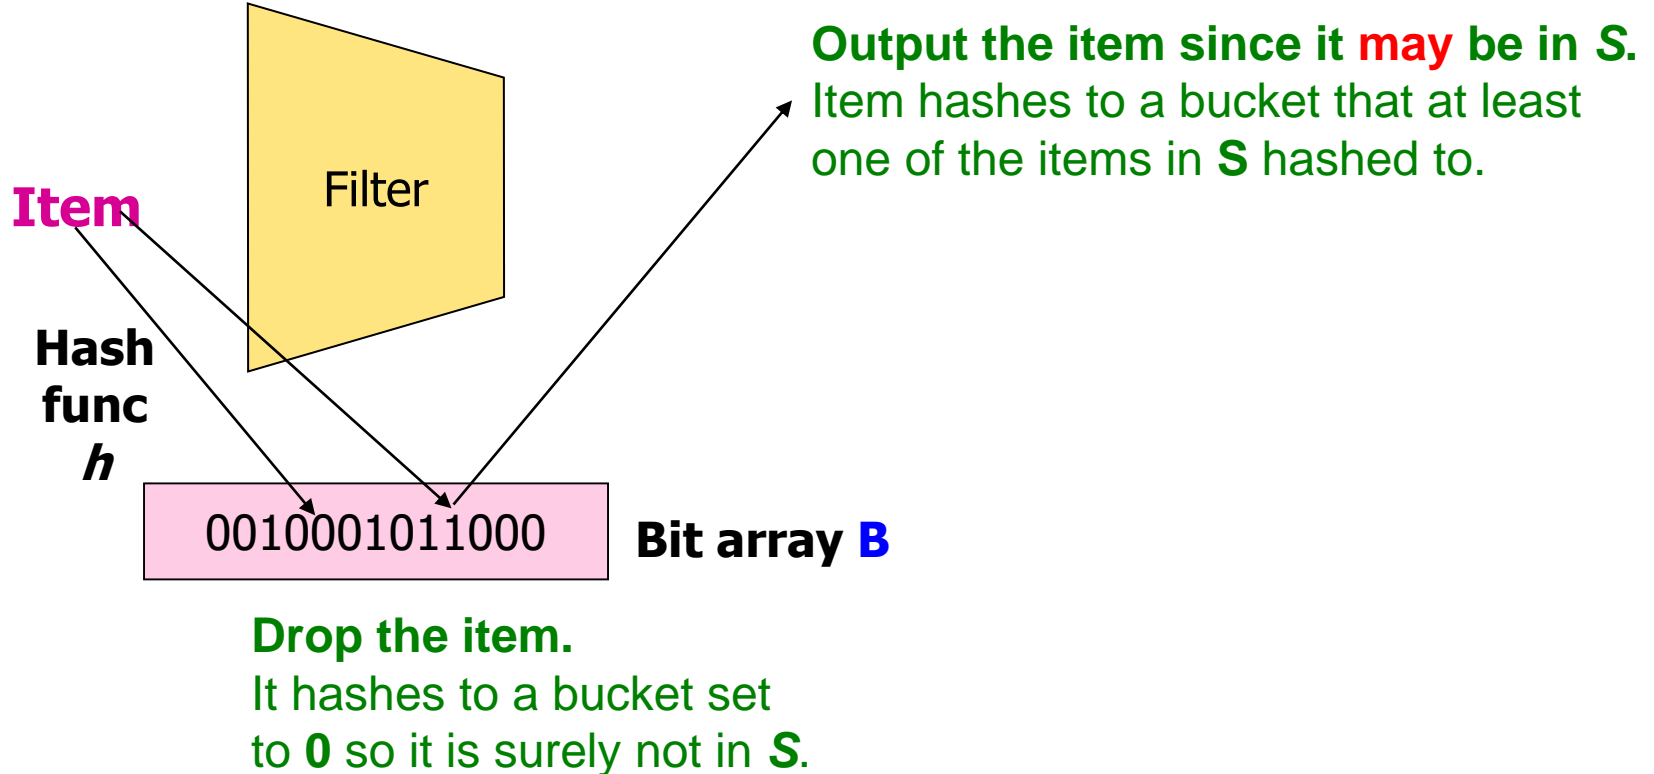 Output the item since it may be in S.
Item hashes to a bucket that at least
one of the items in S hashed to.
Filter
Item
Hash
func
h
0010001011000
Bit array B
Drop the item.
It hashes to a bucket set
to 0 so it is surely not in S.